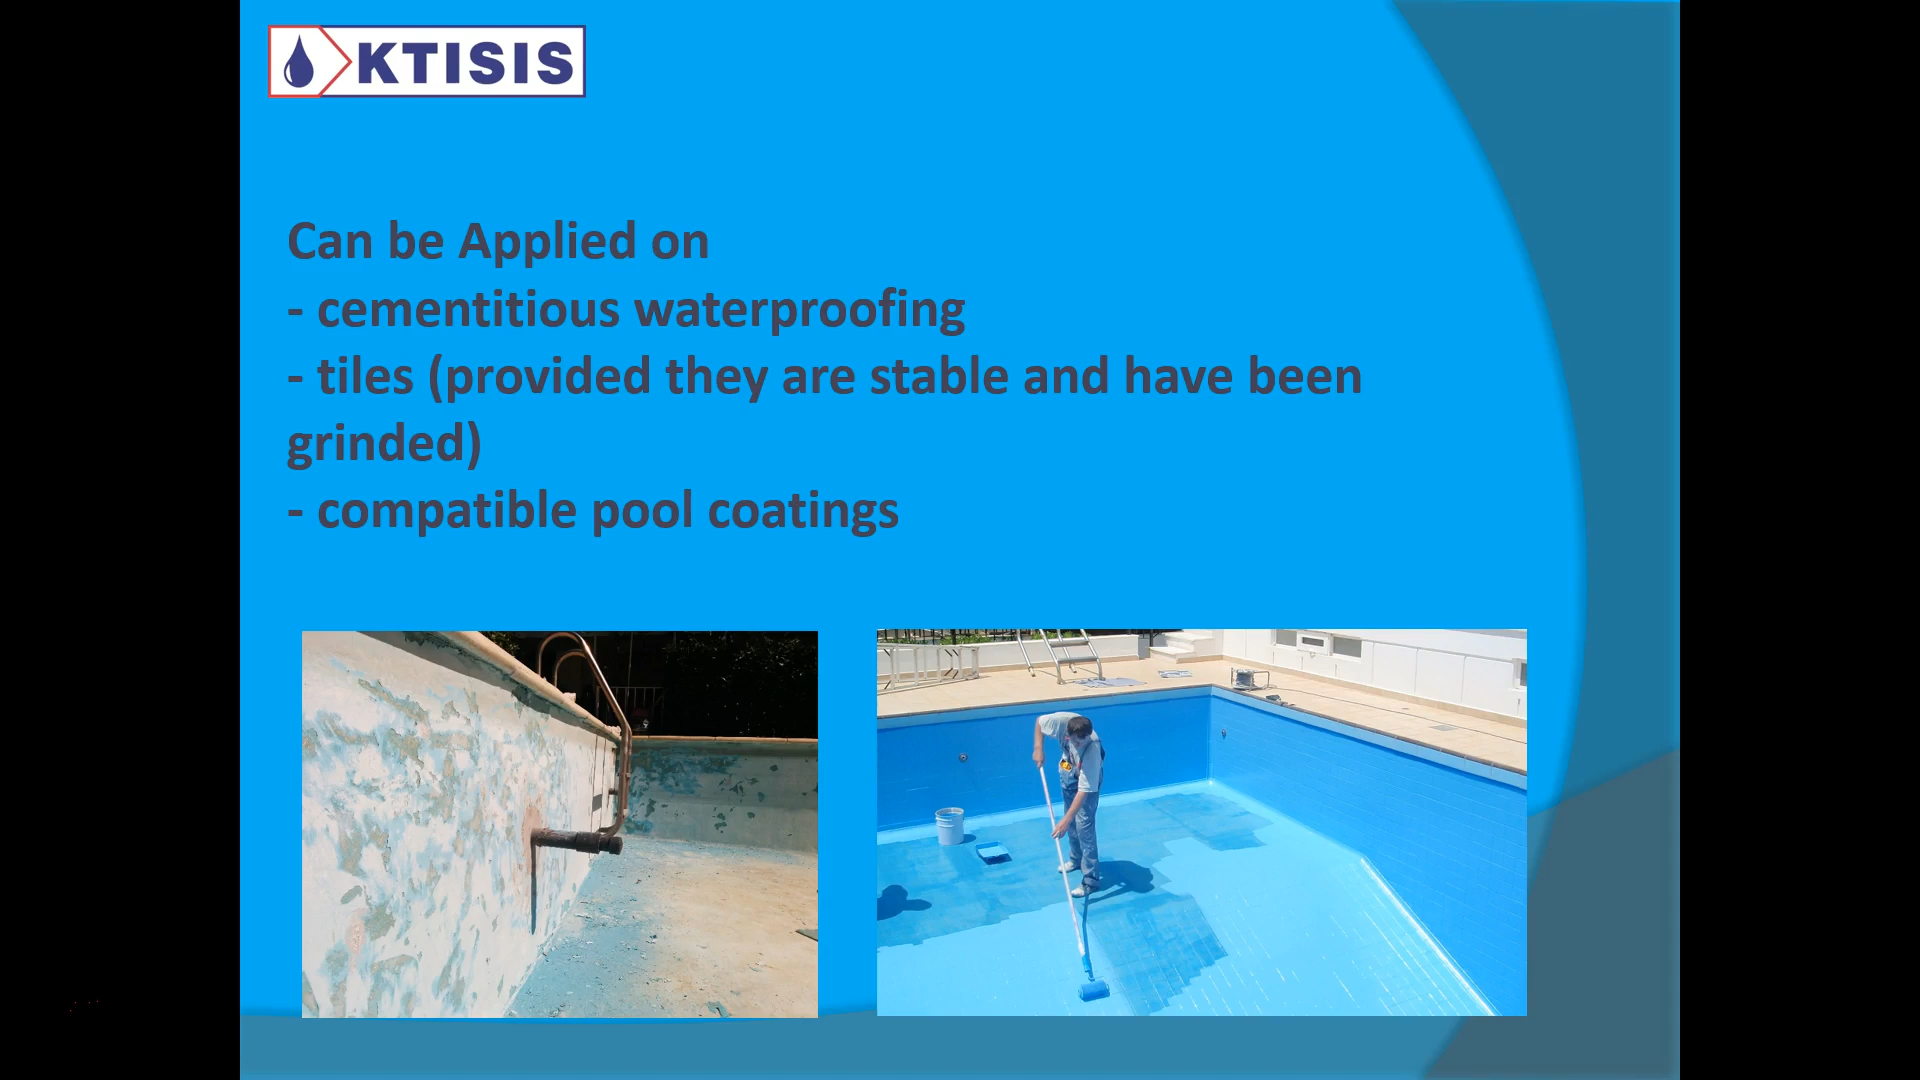 KTISIS
Can be Applied on
- cementitious waterproofing
- tiles (provided they are stable and have been
grinded)
- compatible pool coatings